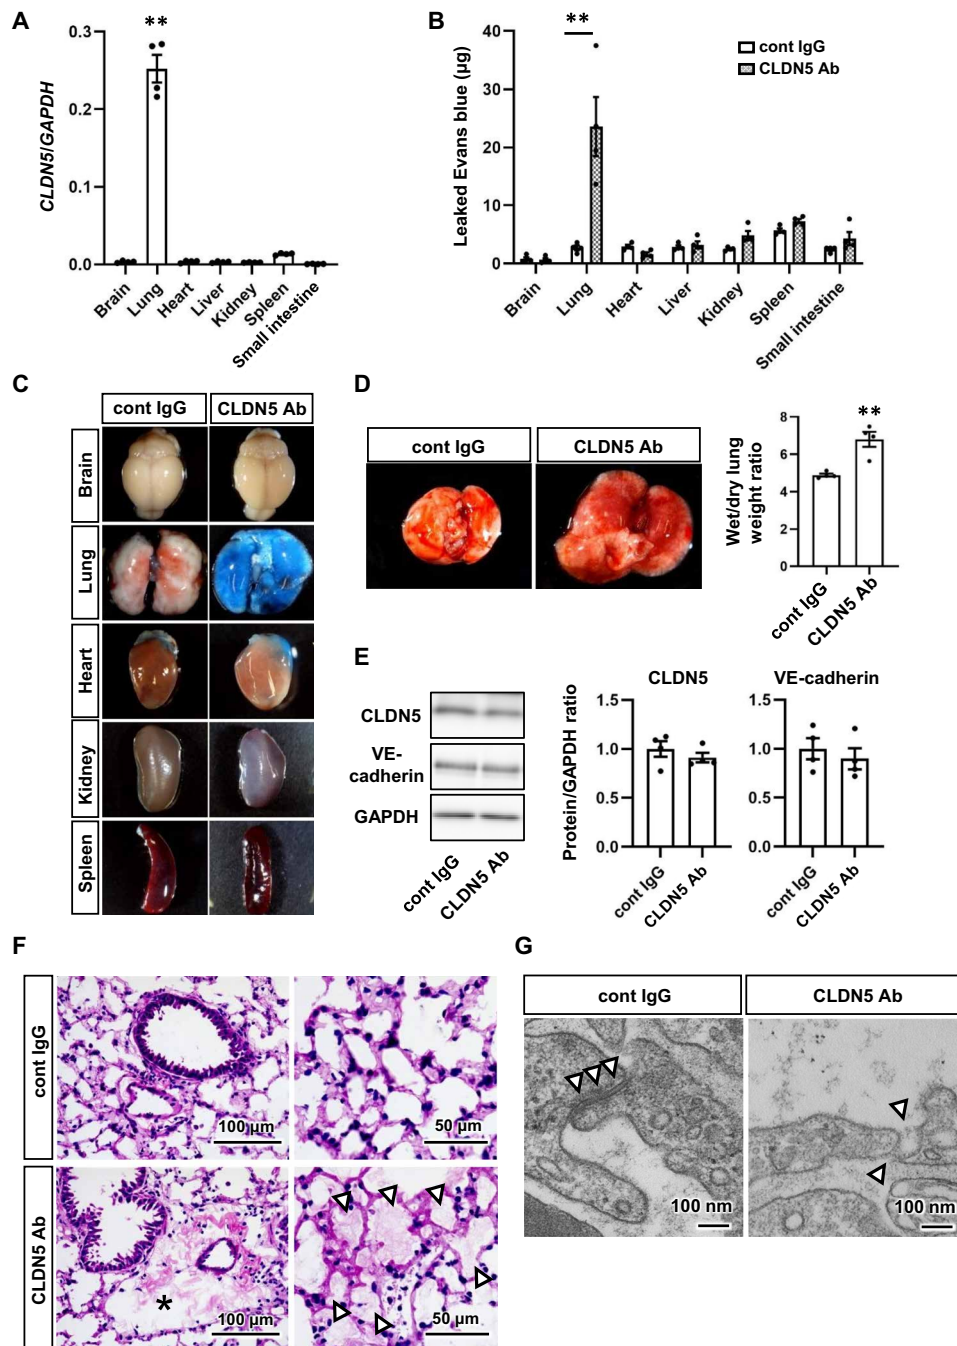 A
0.3
0.2
0.1
0.0
CLDN5/GAPDH
**
Brain
Lung
Heart
Liver
Kidney
Spleen
Small intestine
B
40
30
20
10
0
Leaked Evans blue (µg)
**
cont IgG
CLDN5 Ab
Brain
Lung
Heart
Liver
Kidney
Spleen
Small intestine
C
cont IgG
CLDN5 Ab
Brain
Lung
Heart
Kidney
Spleen
D
cont IgG
CLDN5 Ab
Wet/dry lung
weight ratio
8
6
4
2
0
**
cont IgG
CLDN5 Ab
E
CLDN5
VE-
cadherin
GAPDH
cont IgG
CLDN5 Ab
Protein/GAPDH ratio
CLDN5
1.5
1.0
0.5
0.0
cont IgG
CLDN5 Ab
VE-cadherin
1.5
1.0
0.5
0.0
cont IgG
CLDN5 Ab
F
cont IgG
100 µm
50 µm
CLDN5 Ab
*
100 µm
50 µm
G
cont IgG
CLDN5 Ab
100 nm
100 nm